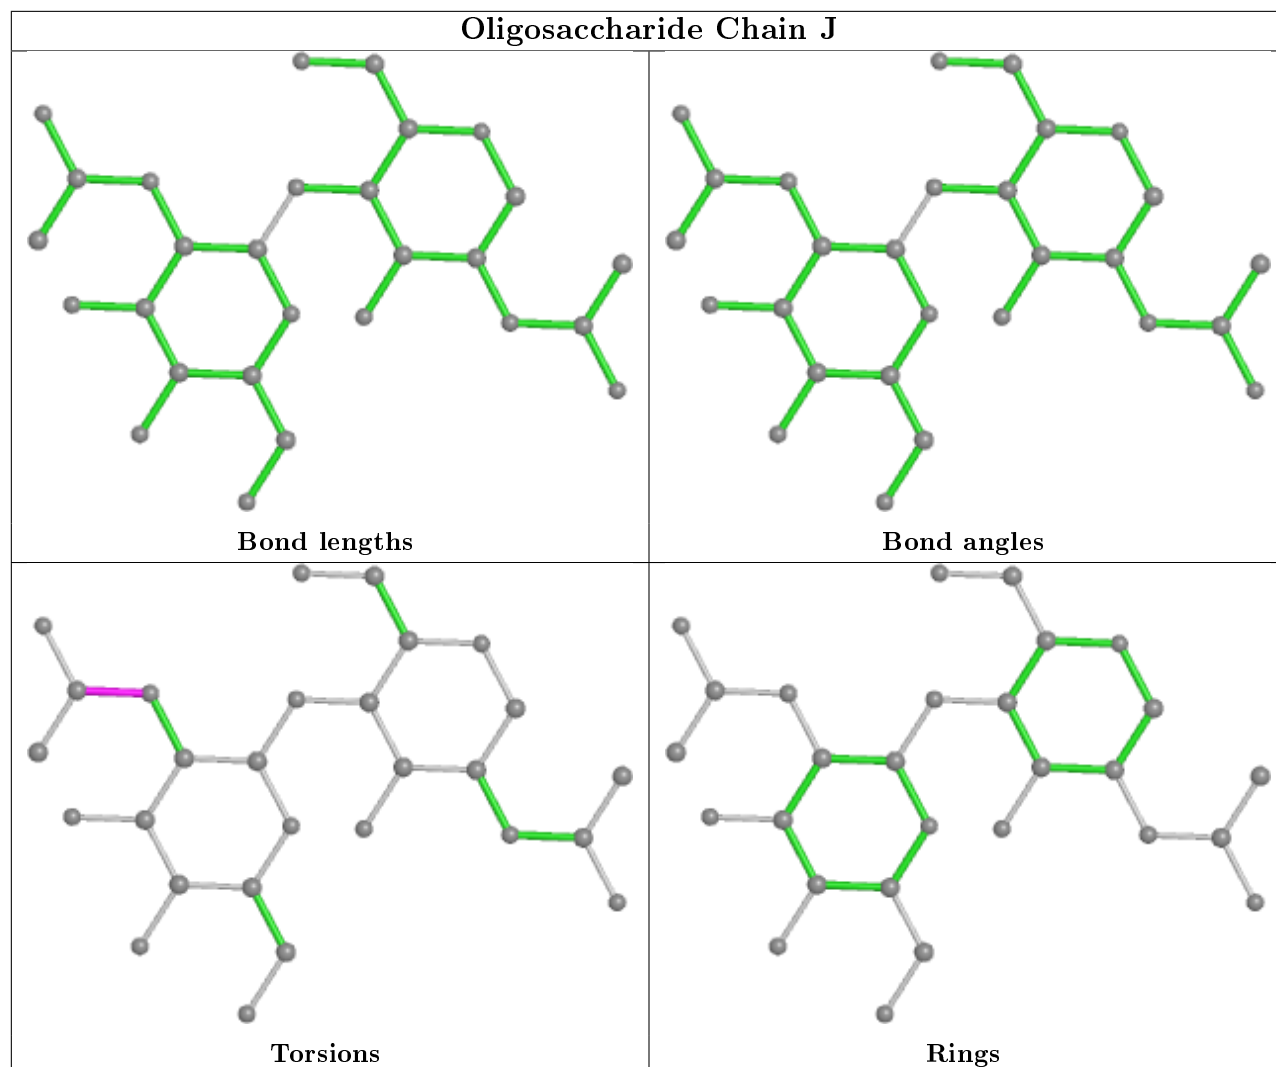 Oligosaccharide Chain J
Bond lengths
Bond angles
Torsions
Rings